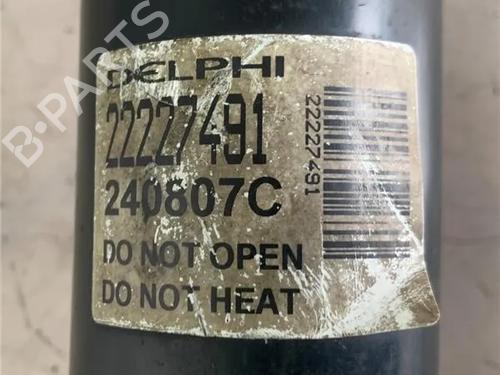 DELPHI
22227491
240807C
DO NOT OPEN
DO NOT HEAT
22227491
B-PARTS